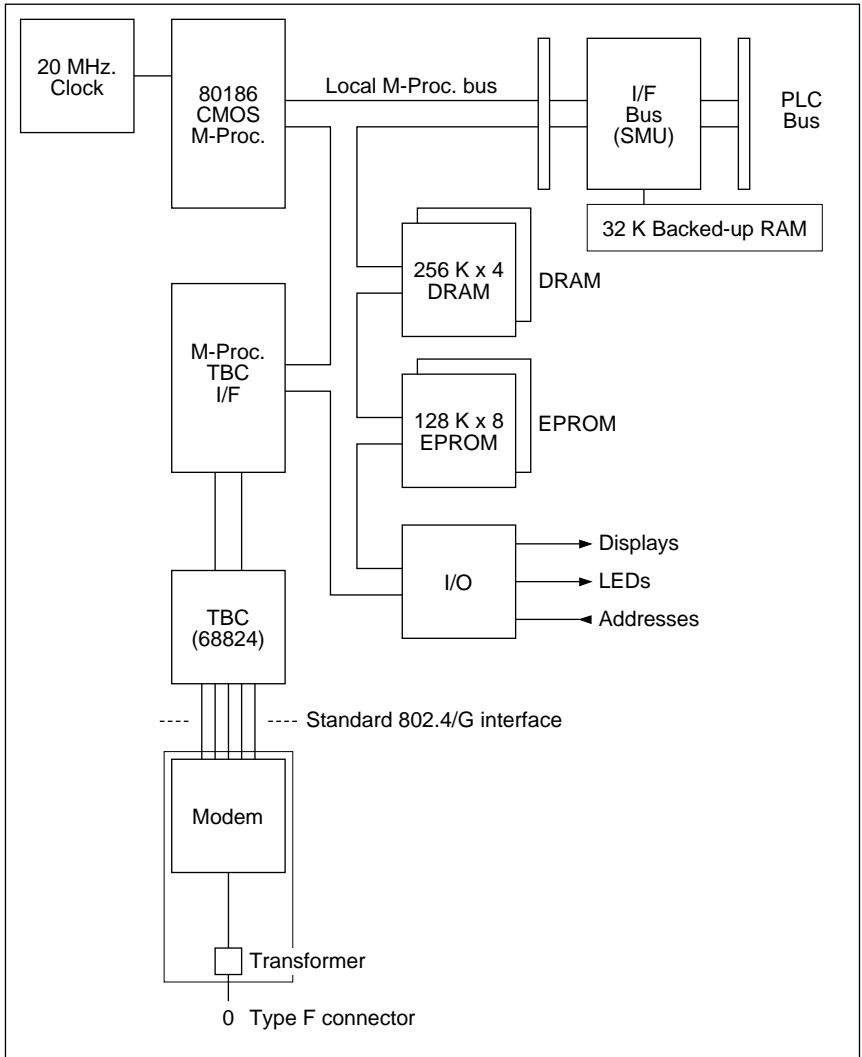 20 MHz.
Clock
80186
CMOS
M-Proc.
Local M-Proc. bus
I/F
Bus
(SMU)
PLC
Bus
32 K Backed-up RAM
256 K x 4
DRAM
DRAM
M-Proc.
TBC
I/F
128 K x 8
EPROM
EPROM
I/O
Displays
LEDs
Addresses
TBC
(68824)
Standard 802.4/G interface
Modem
Transformer
0 Type F connector